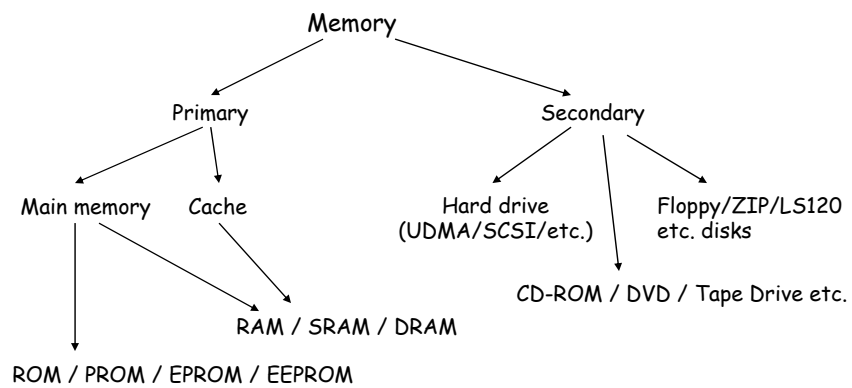 Memory
Primary
Secondary
Main memory
Cache
Hard drive
(UDMA/SCSI/etc.)
Floppy/ZIP/LS120
etc. disks
CD-ROM / DVD / Tape Drive etc.
RAM / SRAM / DRAM
ROM / PROM / EPROM / EEPROM